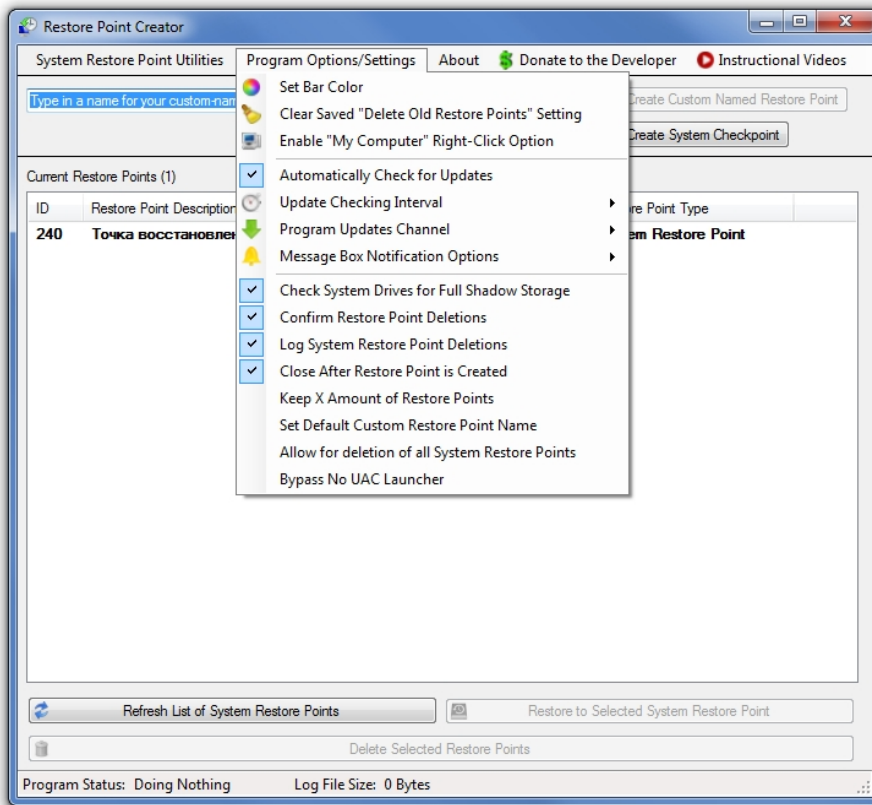 Restore Point Creator
System Restore Point Utilities Program Options/Settings About Donate to the Developer Instructional Videos
Type in a name for your
Create Custom Named Restore Point
Create System Checkpoint
Set Bar Color
Clear Saved "Delete Old Restore Points" Setting
Enable "My Computer" Right-Click Option
Automatically Check for Updates
Update Checking Interval
Program Updates Channel
Message Box Notification Options
Check System Drives for Full Shadow Storage
Confirm Restore Point Deletions
Log System Restore Point Deletions
Close After Restore Point is Created
Keep X Amount of Restore Points
Set Default Custom Restore Point Name
Allow for deletion of all System Restore Points
Bypass No UAC Launcher
Current Restore Points (1)
ID Restore Point Description Point Type
240 Точка Restore Point
Refresh List of System Restore Points Restore to Selected System Restore Point
Delete Selected Restore Points
Program Status: Doing Nothing Log File Size: 0 Bytes